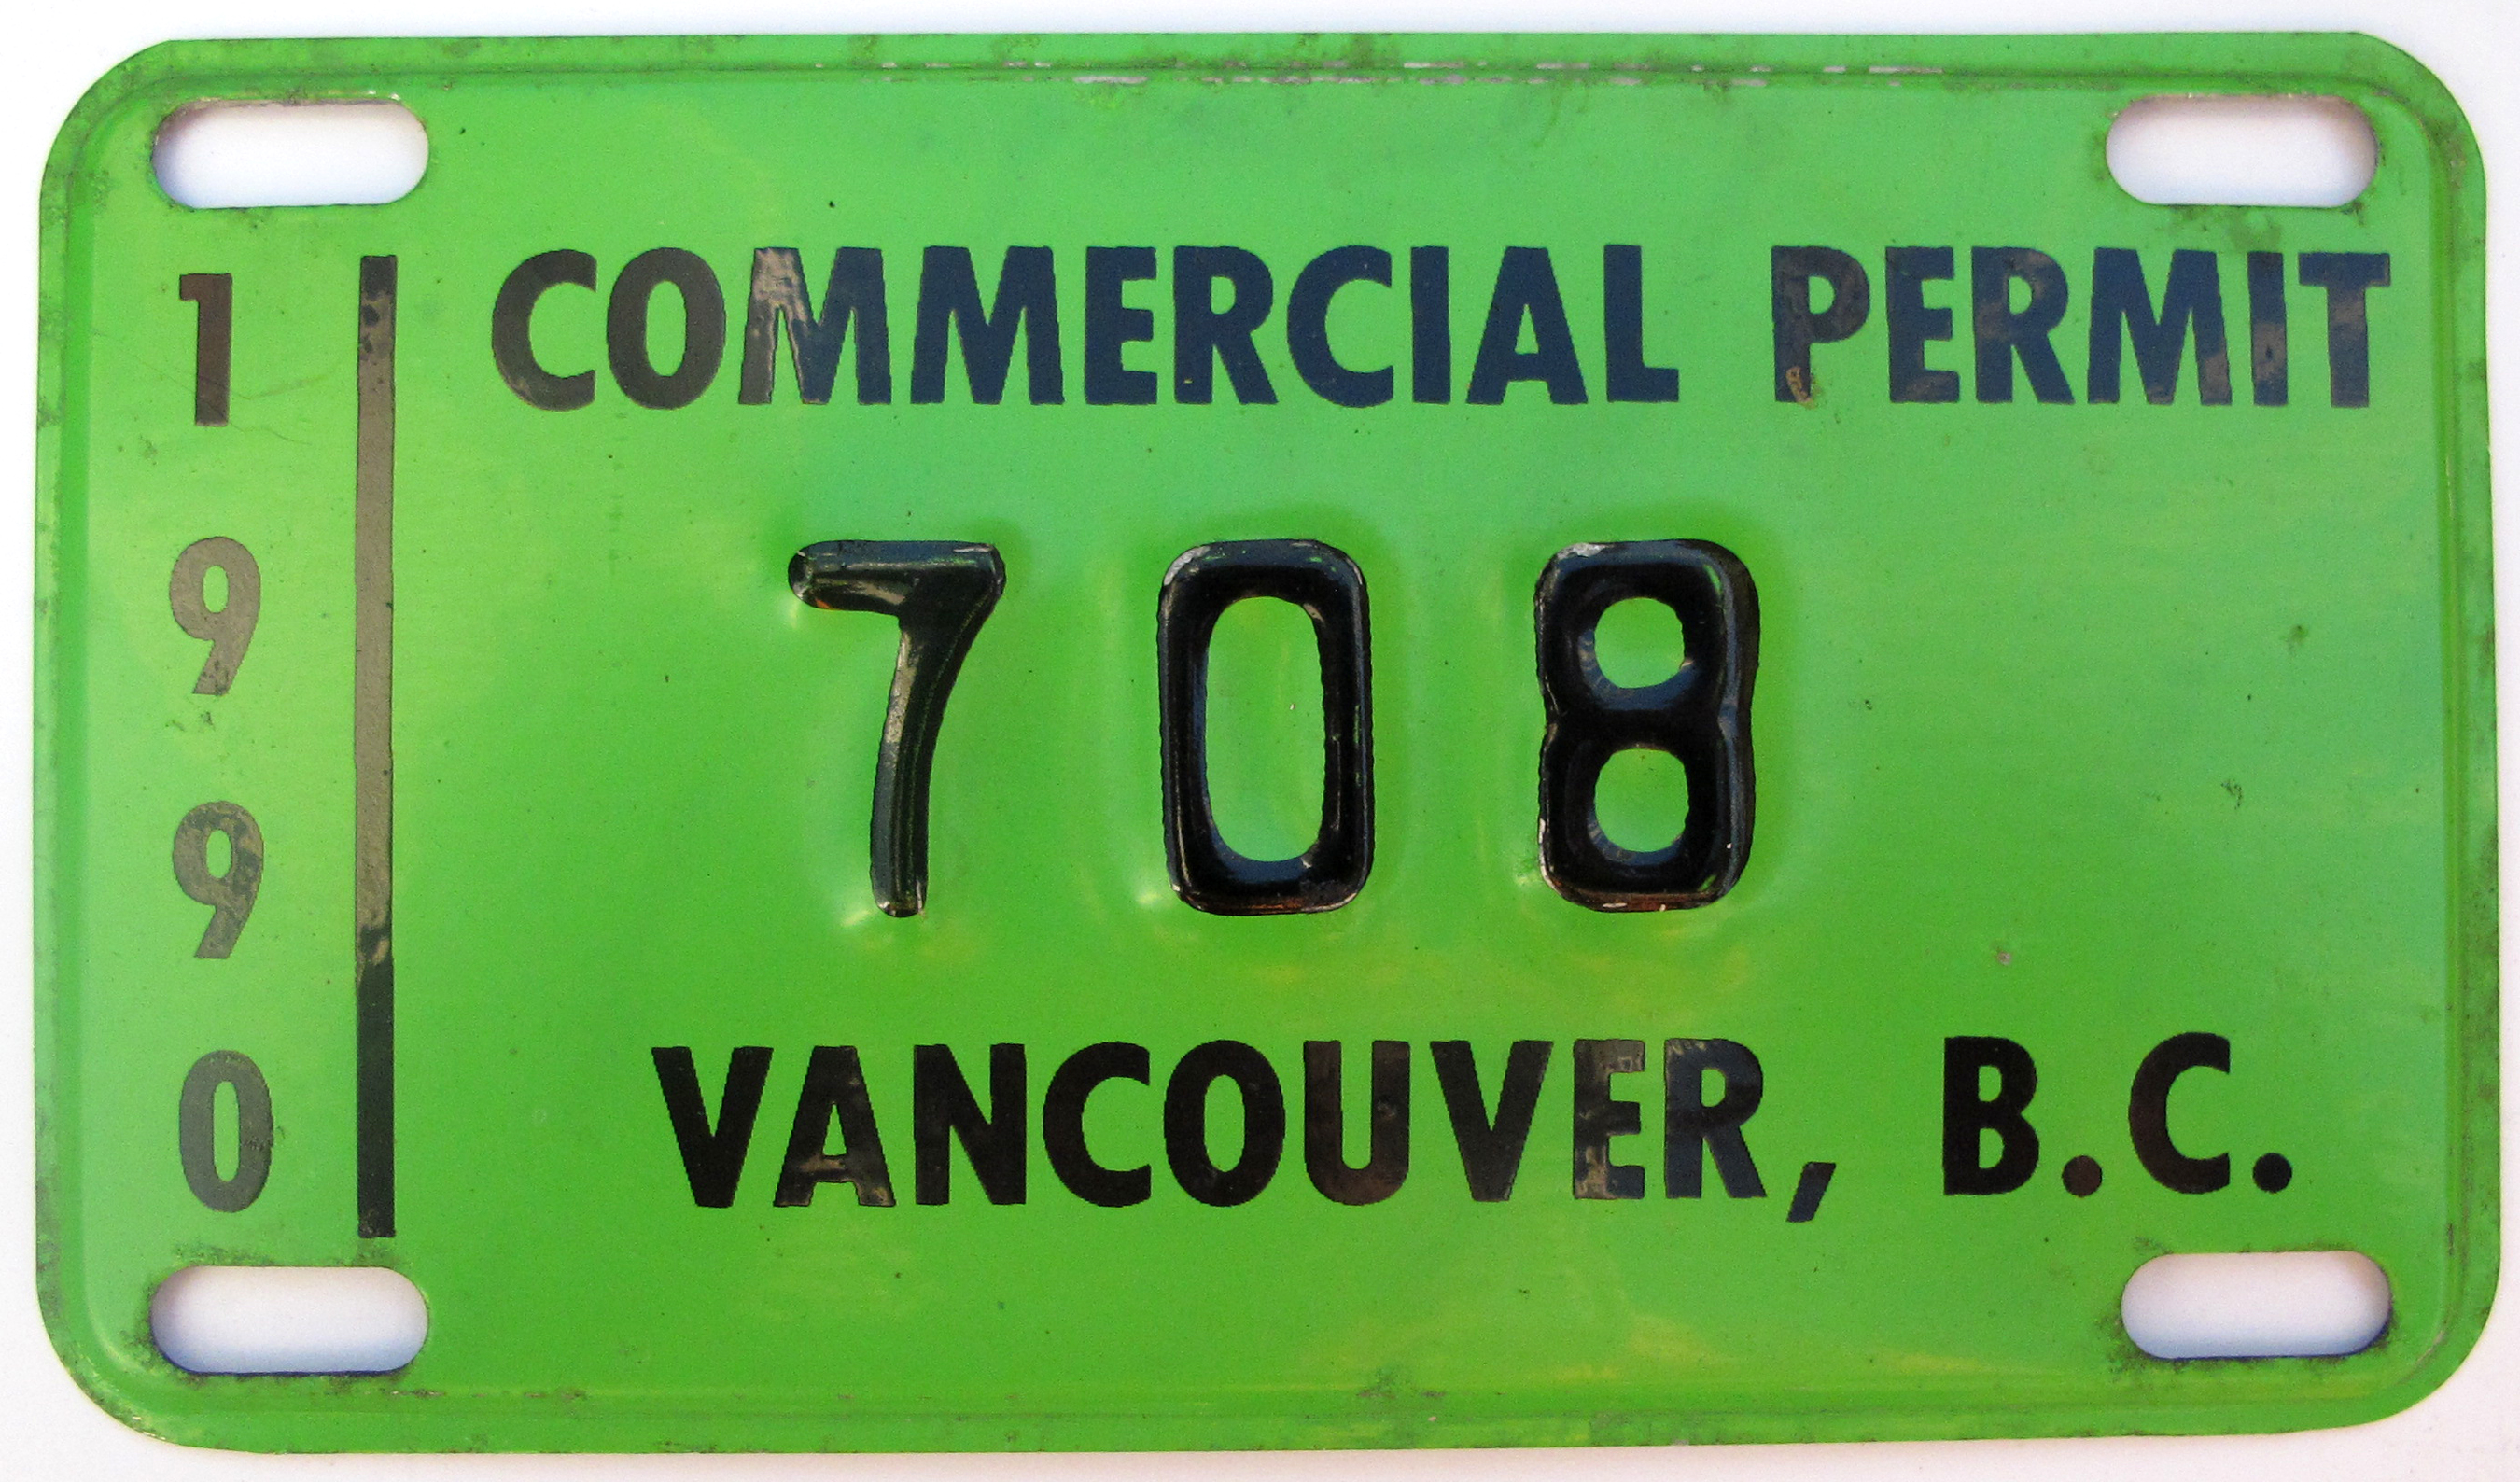 1990
COMMERCIAL PERMIT
708
VANCOUVER, B.C.